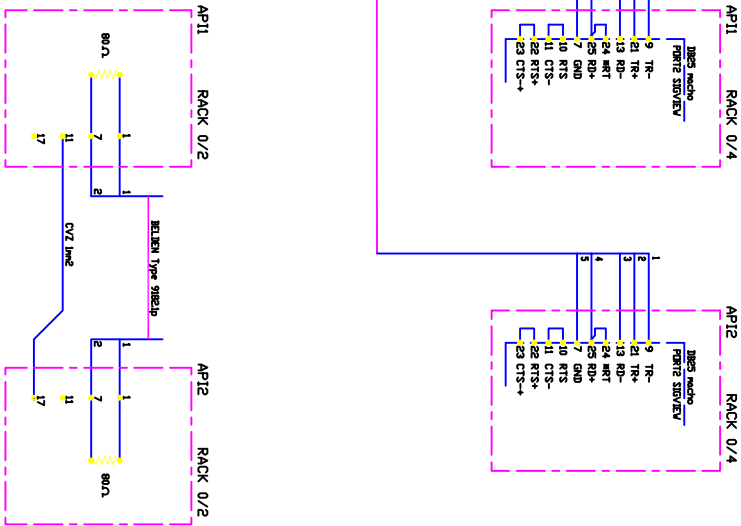 API1
RACK 0/4
DB25 macho
PORT2 SIGVIEW
9 TR-
21 TR+
13 RD-
24 WRT
25 RD+
7 GND
10 RTS
11 CTS-
22 RTS+
23 CTS-+
1
2
3
4
5
API2
RACK 0/4
DB25 macho
PORT2 SIGVIEW
9 TR-
21 TR+
13 RD-
24 WRT
25 RD+
7 GND
10 RTS
11 CTS-
22 RTS+
23 CTS-+
API1
RACK 0/2
80Ω
1
7
11
17
1
2
BELDEN Type 9182:1p
CVZ 1mm2
1
2
API2
RACK 0/2
1
7
11
17
80Ω